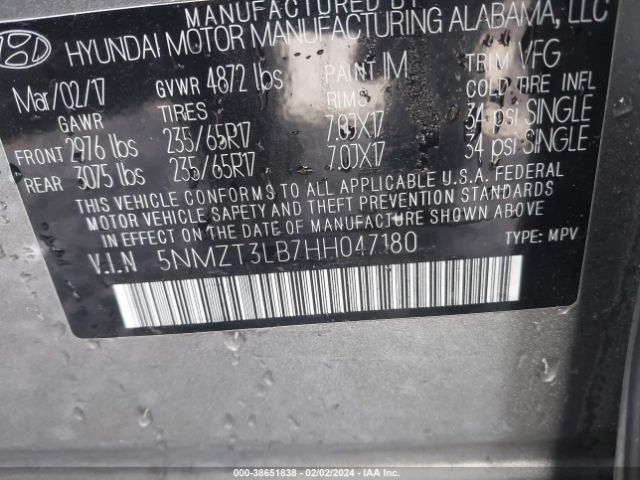 MANUFACTURED BY
HYUNDAI MOTOR MANUFACTURING ALABAMA, LLC
Mar/02/17 GVWR 4872 lbs PAINT IM TRIM VFG
GAWR TIRES RIMS COLD TIRE INFL
FRONT 2976 lbs 235/65R17 7.0JX17 34 psi SINGLE
REAR 3075 lbs 235/65R17 7.0JX17 34 psi SINGLE
THIS VEHICLE CONFORMS TO ALL APPLICABLE U.S.A. FEDERAL
MOTOR VEHICLE SAFETY AND THEFT PREVENTION STANDARDS
IN EFFECT ON THE DATE OF MANUFACTURE SHOWN ABOVE.
V.I.N 5NMZT3LB7HH047180 TYPE: MPV
000-38651838 - 02/02/2024 - IAA Inc.